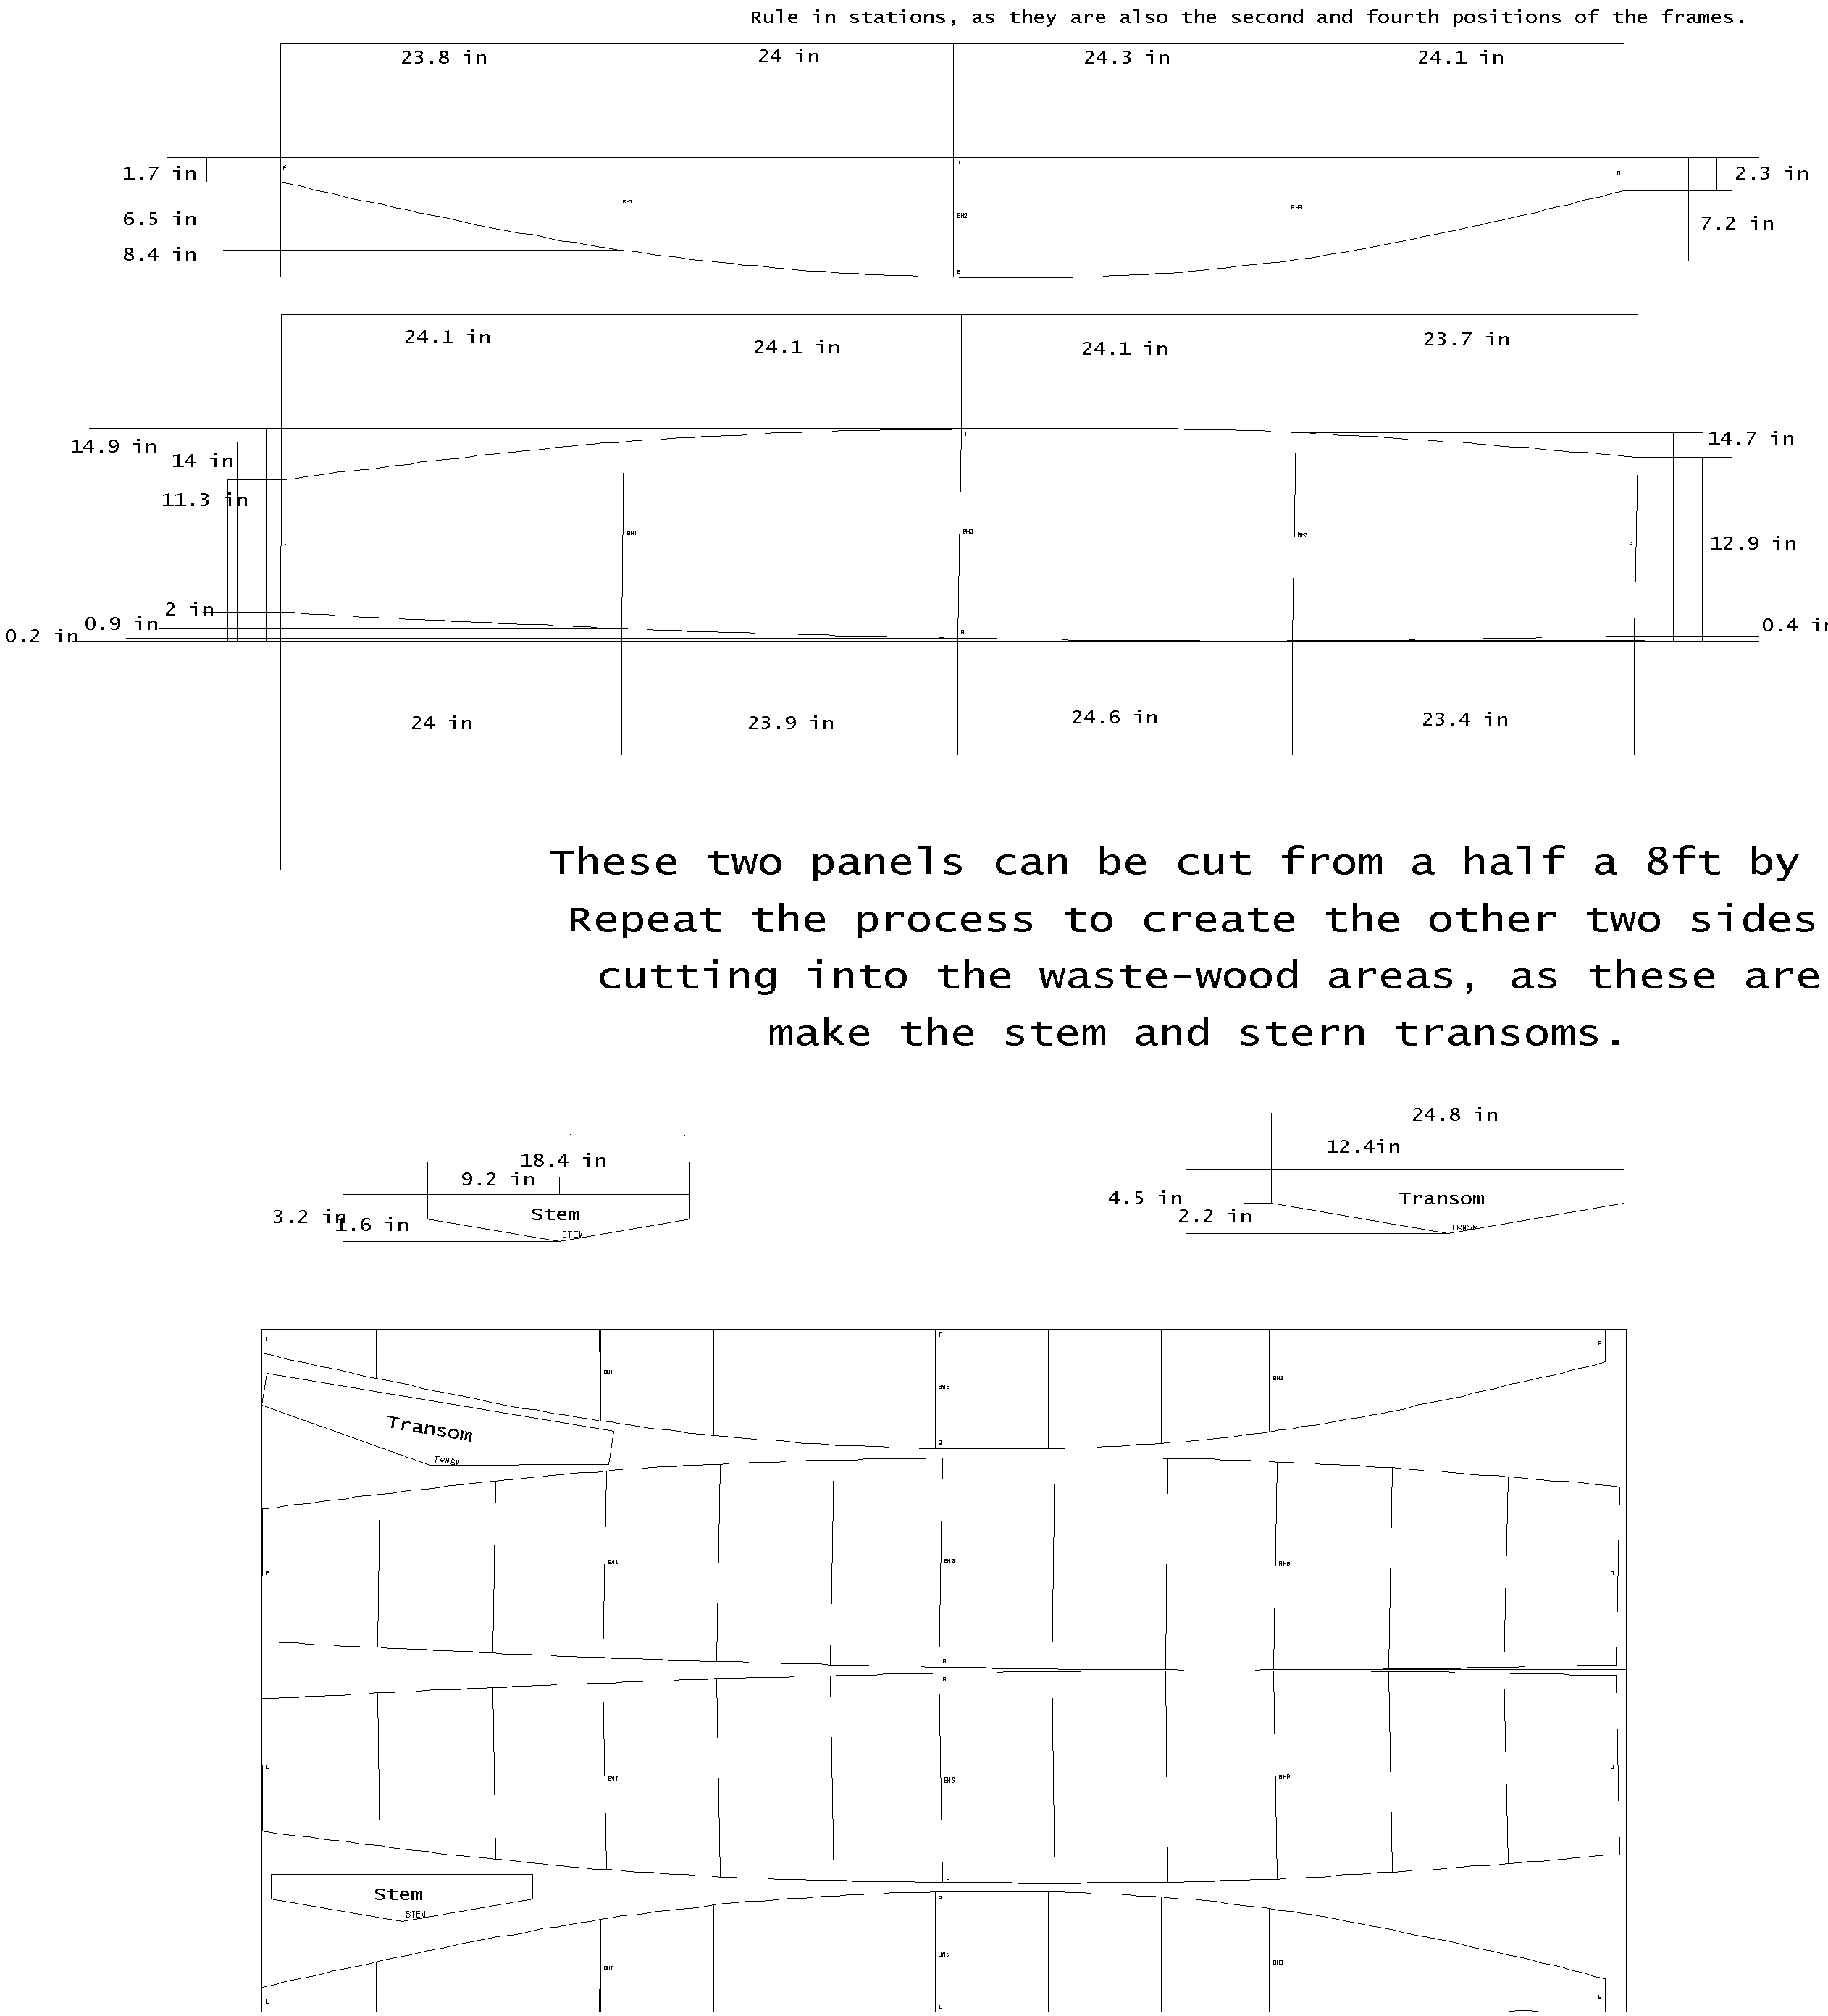 Rule in stations, as they are also the second and fourth positions of the frames.
23.8 in 24 in 24.3 in 24.1 in
1.7 in 2.3 in
6.5 in 7.2 in
8.4 in
F T A
BH2
BH3
B
24.1 in 24.1 in 24.1 in 23.7 in
14.9 in 14.7 in
14 in
11.3 in
12.9 in
T
BH1
F A
2 in
0.9 in 0.4 in
0.2 in
B
24 in 23.9 in 24.6 in 23.4 in
These two panels can be cut from a half a 8ft by
Repeat the process to create the other two sides
cutting into the waste-wood areas, as these are
make the stem and stern transoms.
24.8 in
12.4in
18.4 in
9.2 in
4.5 in Transom
2.2 in TRNSM
3.2 in Stem
1.6 in STEM
F T A
BH1 BH2 BH3
B
Transom
TRNSM
Stem
STEM